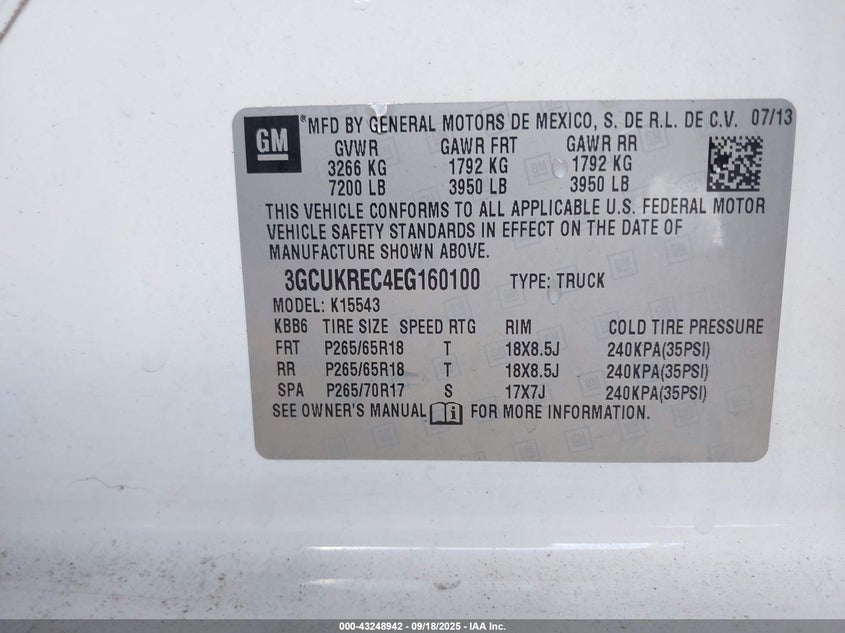 GM ® MFD BY GENERAL MOTORS DE MEXICO, S. DE R.L. DE C.V. 07/13
GVWR GAWR FRT GAWR RR
3266 KG 1792 KG 1792 KG
7200 LB 3950 LB 3950 LB
THIS VEHICLE CONFORMS TO ALL APPLICABLE U.S. FEDERAL MOTOR
VEHICLE SAFETY STANDARDS IN EFFECT ON THE DATE OF
MANUFACTURE SHOWN ABOVE.
3GCUKREC4EG160100 TYPE: TRUCK
MODEL: K15543
KBB6 TIRE SIZE SPEED RTG RIM COLD TIRE PRESSURE
FRT P265/65R18 T 18X8.5J 240KPA(35PSI)
RR P265/65R18 T 18X8.5J 240KPA(35PSI)
SPA P265/70R17 S 17X7J 240KPA(35PSI)
SEE OWNER'S MANUAL i FOR MORE INFORMATION.
000-43248942 - 09/18/2025 - IAA Inc.